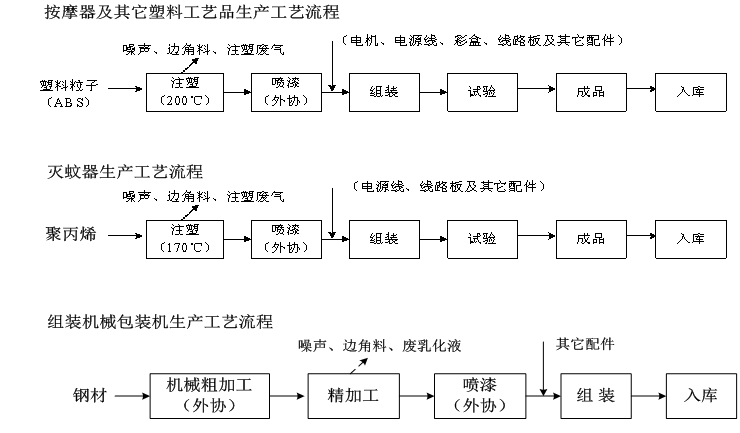 按摩器及其它塑料工艺品生产工艺流程
噪声、边角料、注塑废气
（电机、电源线、彩盒、线路板及其它配件）
塑料粒子
（ABS）
注塑
（200℃）
喷漆
（外协）
组装
试验
成品
入库
灭蚊器生产工艺流程
噪声、边角料、注塑废气
（电源线、线路板及其它配件）
聚丙烯
注塑
（170℃）
喷漆
（外协）
组装
试验
成品
入库
组装机械包装机生产工艺流程
噪声、边角料、废乳化液
其它配件
钢材
机械粗加工
（外协）
精加工
喷漆
（外协）
组 装
入库